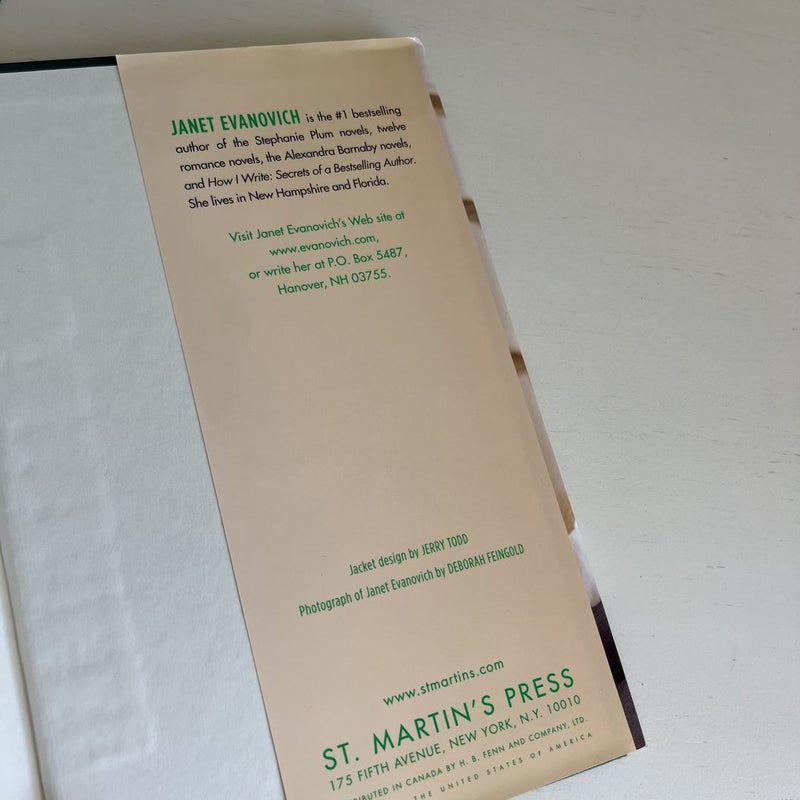 JANET EVANOVICH is the #1 bestselling
author of the Stephanie Plum novels, twelve
romance novels, the Alexandra Barnaby novels,
and How I Write: Secrets of a Bestselling Author.
She lives in New Hampshire and Florida.
Visit Janet Evanovich's Web site at
www.evanovich.com,
or write her at P.O. Box 5487,
Hanover, NH 03755.
Jacket design by JERRY TODD
Photograph of Janet Evanovich by DEBORAH FEINGOLD
www.stmartins.com
ST. MARTIN'S PRESS
175 FIFTH AVENUE, NEW YORK, N.Y. 10010
IN CANADA BY H. B. FENN AND COMPANY, LTD.
THE UNITED STATES OF AMERICA